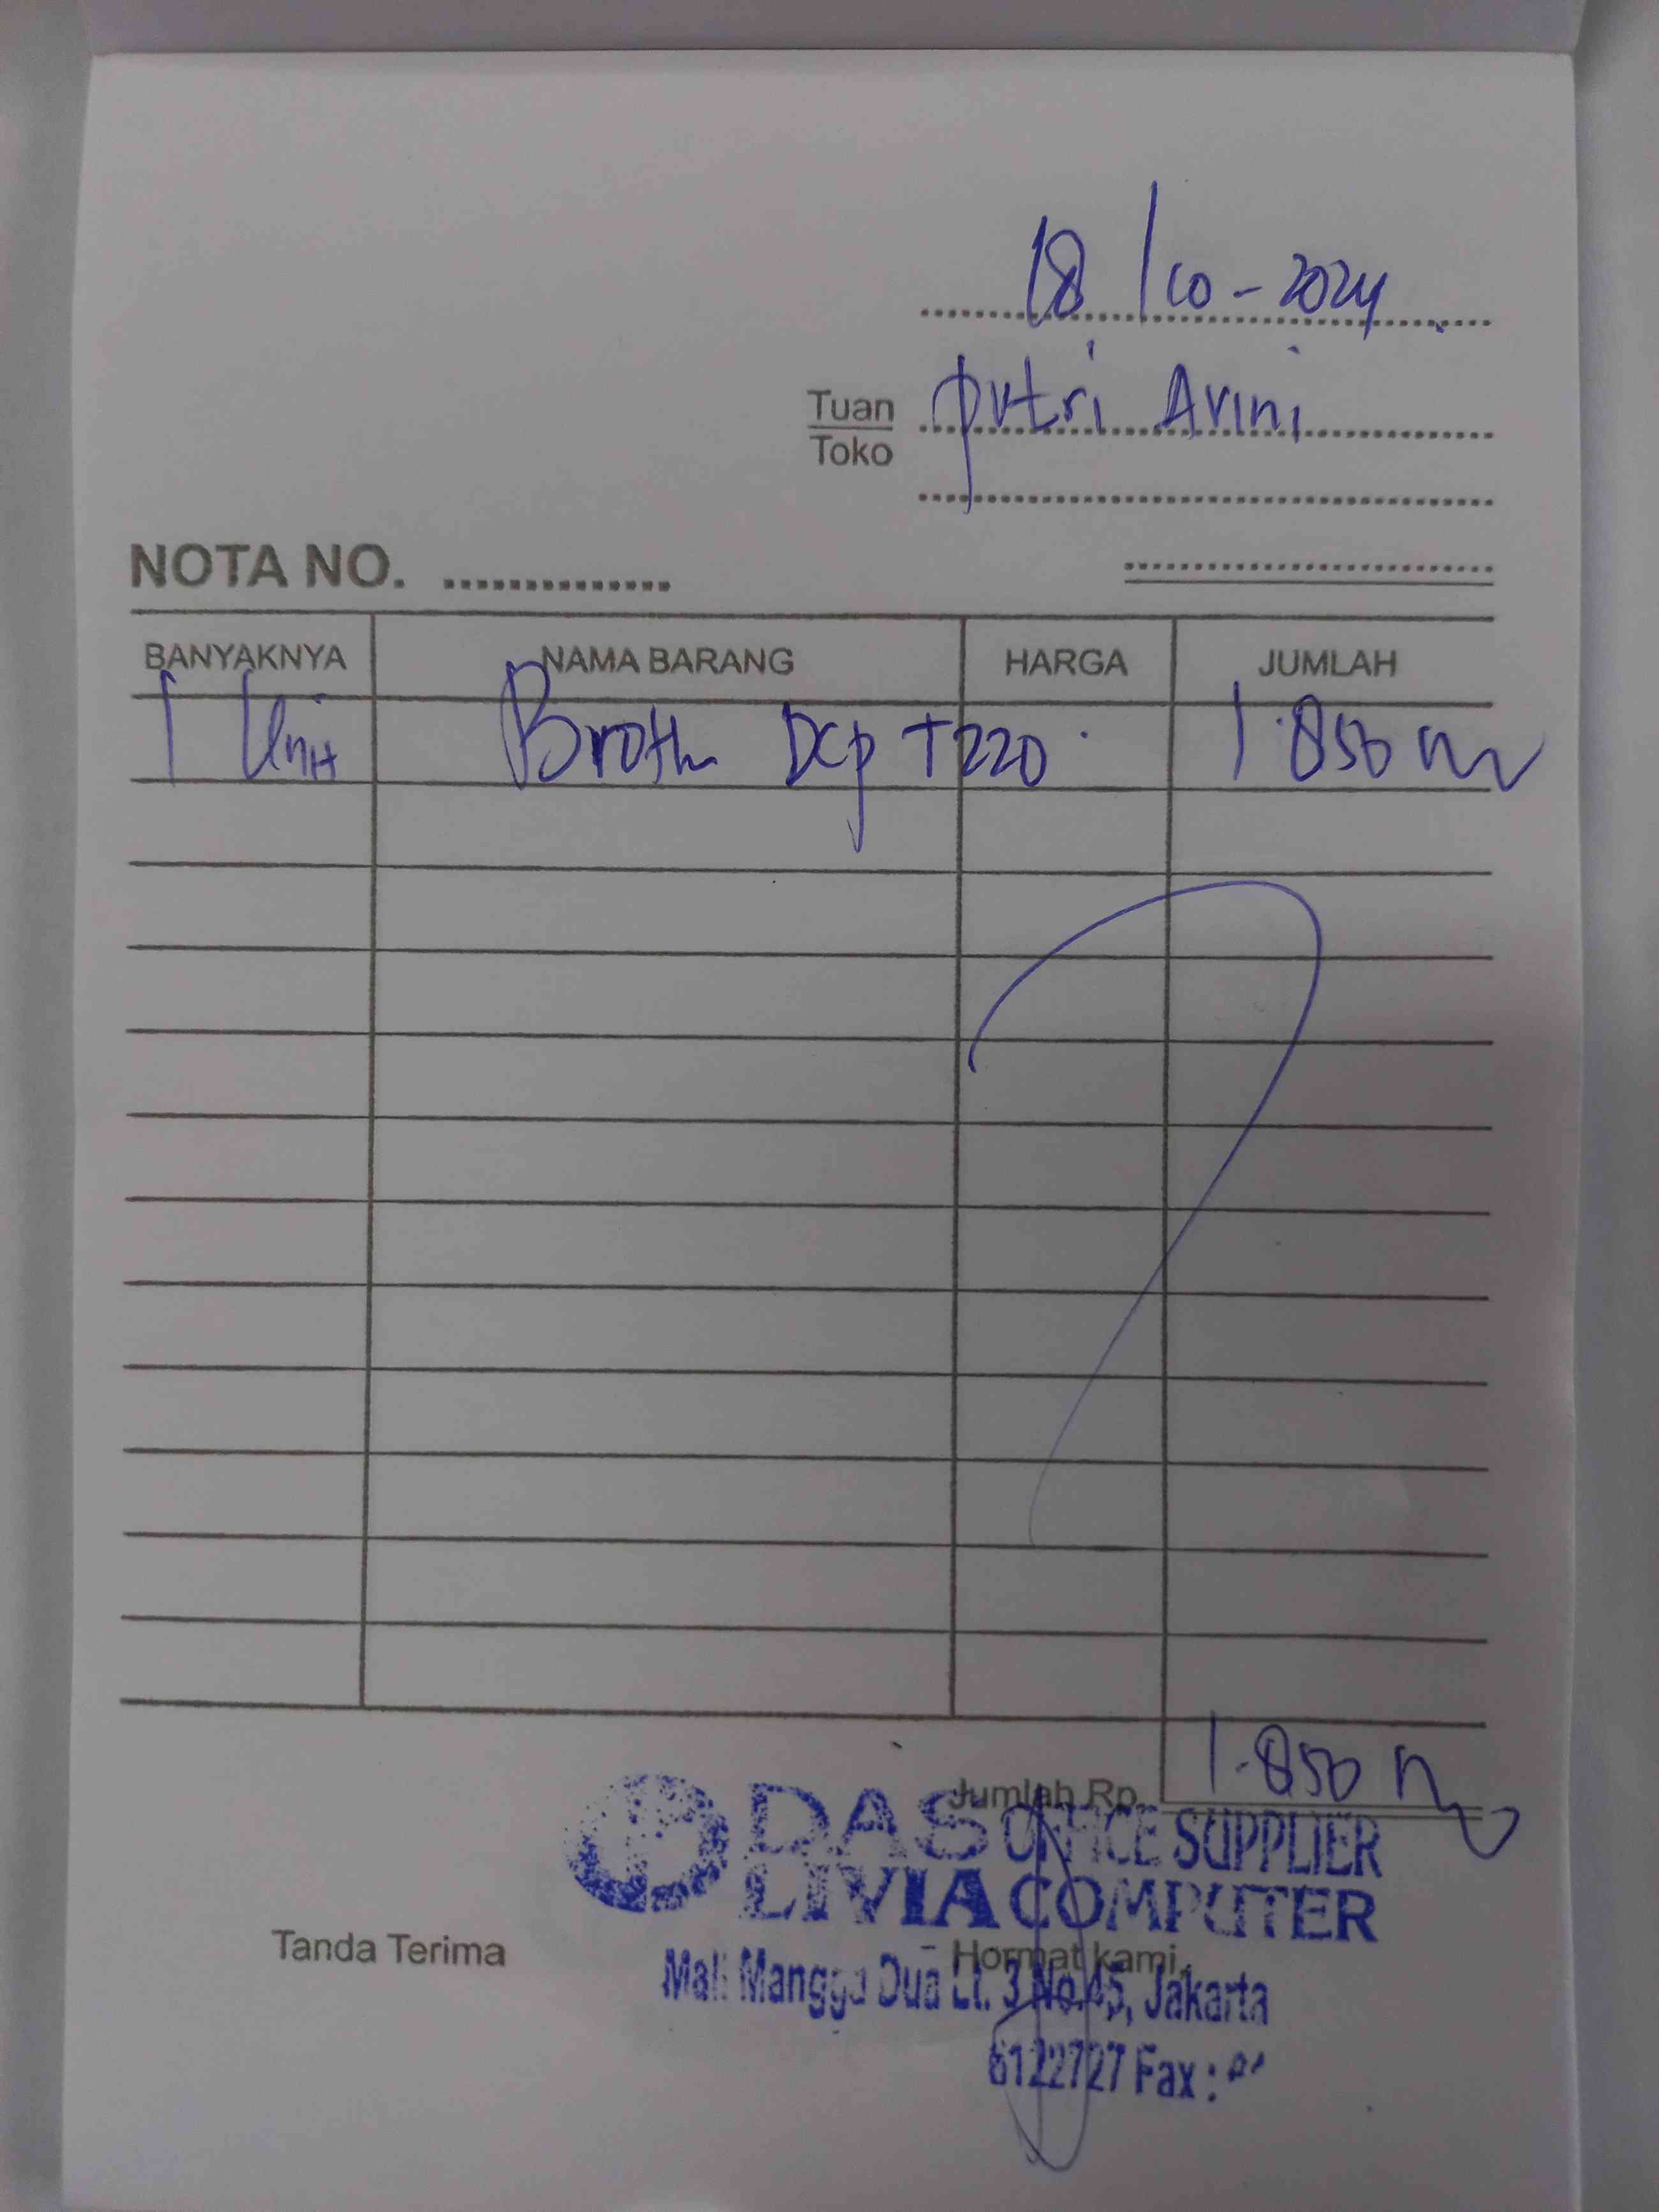 18/10-2024
Tuan Putri Arini
Toko
NOTA NO. ..............
BANYAKNYA NAMA BARANG HARGA JUMLAH
1 Unit Broth DCP T220 1.850
Jumlah Rp. 1.850
DAS OFFICE SUPPLIER
LIVIA COMPUTER
Tanda Terima Hormat kami,
Mall Mangga Dua Lt. 3 No.45, Jakarta
6122727 Fax :